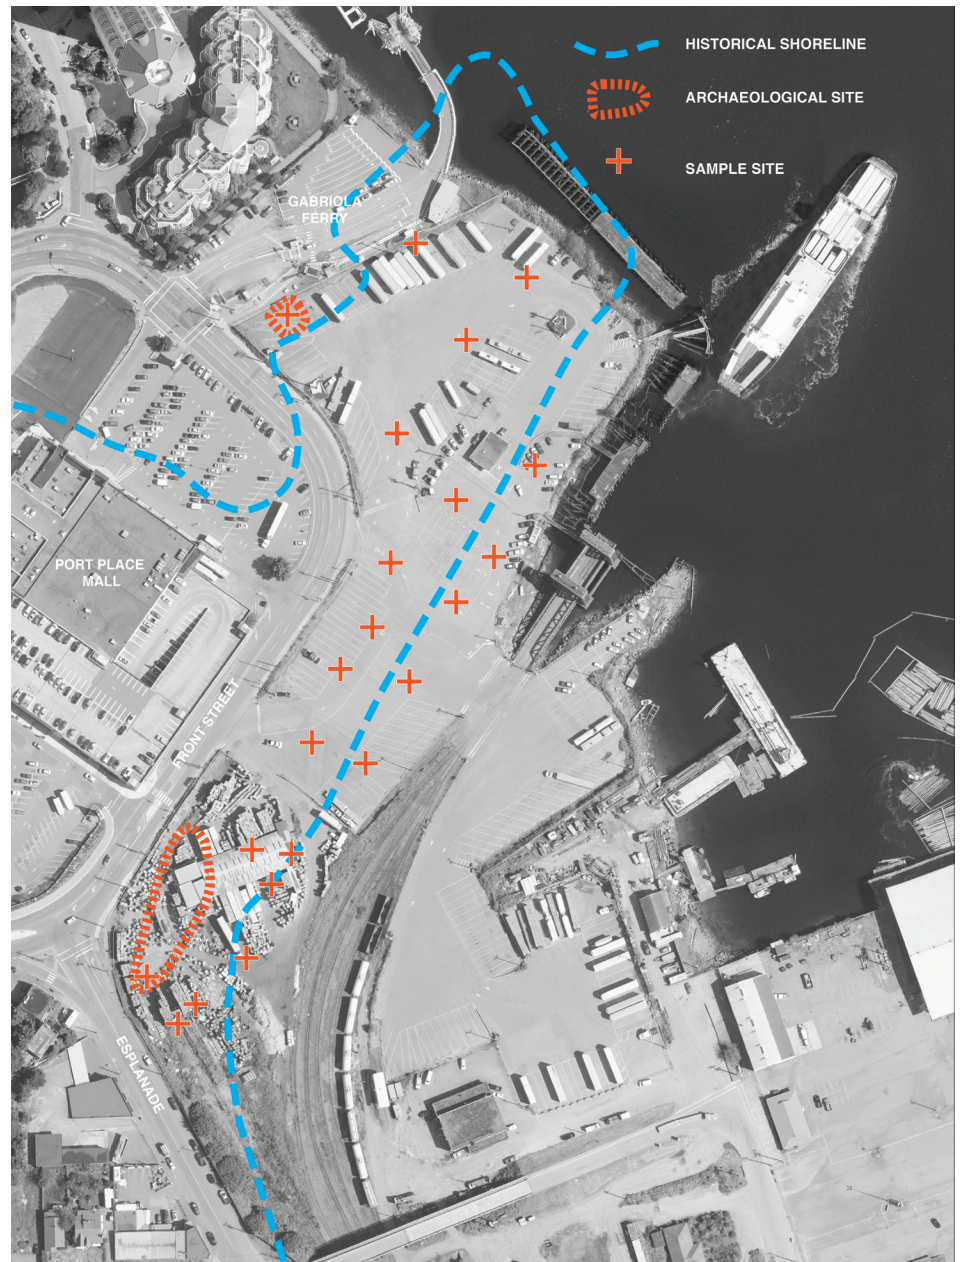 HISTORICAL SHORELINE
ARCHAEOLOGICAL SITE
SAMPLE SITE
GABRIOLA
FERRY
PORT PLACE
MALL
FRONT STREET
ESPLANADE